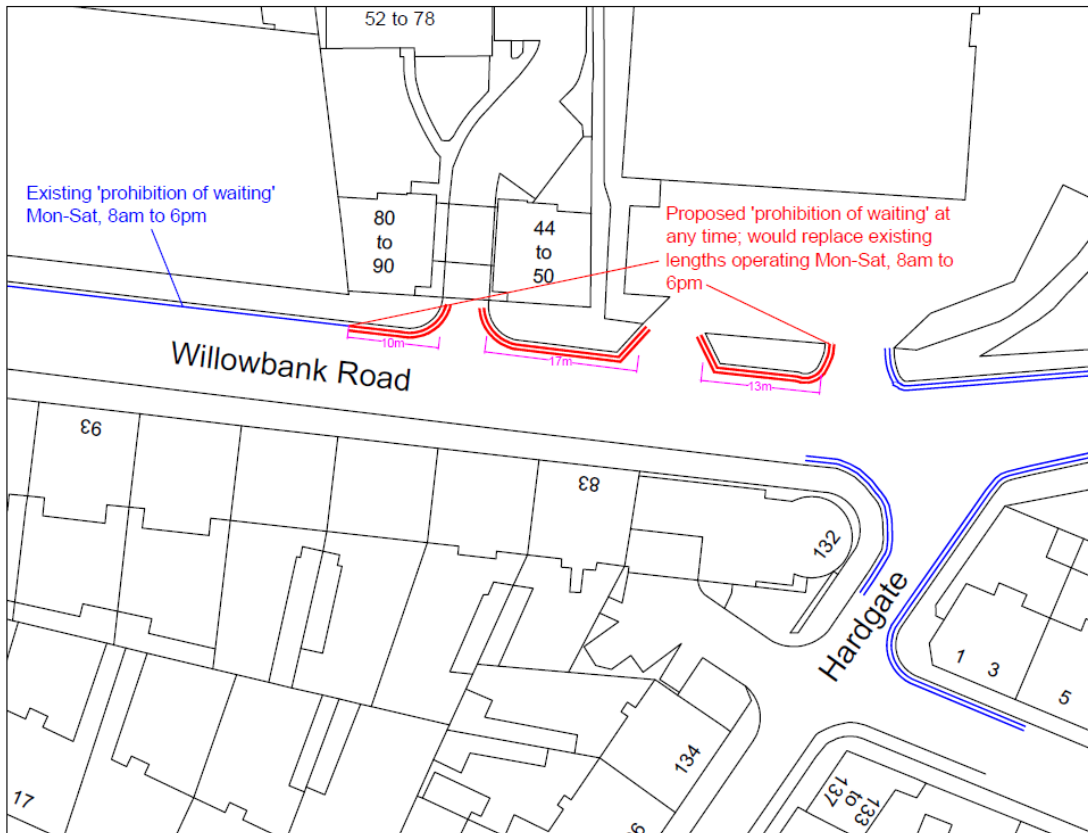 52 to 78
Existing 'prohibition of waiting'
Mon-Sat, 8am to 6pm
80
to
90
44
to
50
Proposed 'prohibition of waiting' at
any time; would replace existing
lengths operating Mon-Sat, 8am to
6pm
10m
17m
13m
Willowbank Road
93
83
132
Hardgate
1
3
5
134
133
to
137
17